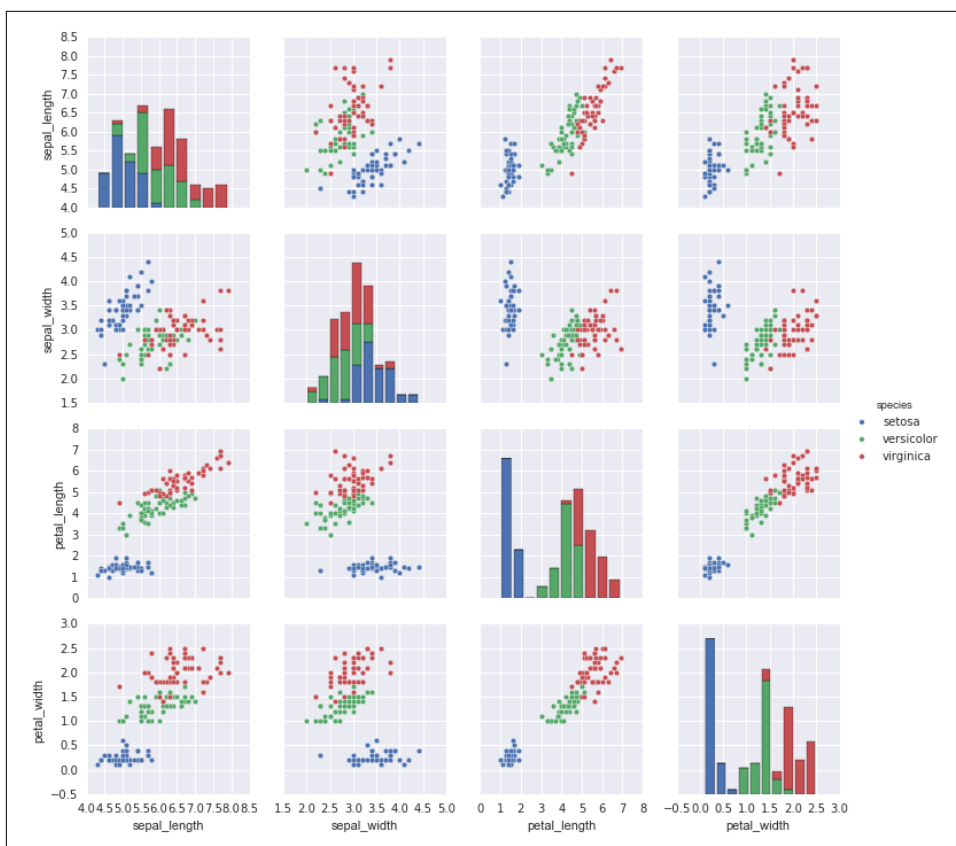 8.5
8.0
7.5
7.0
6.5
6.0
5.5
5.0
4.5
4.0
sepal_length
5.0
4.5
4.0
3.5
3.0
2.5
2.0
1.5
sepal_width
8
7
6
5
4
3
2
1
0
petal_length
3.0
2.5
2.0
1.5
1.0
0.5
0.0
−0.5
petal_width
4.0 4.5 5.0 5.5 6.0 6.5 7.0 7.5 8.0 8.5
sepal_length
1.5 2.0 2.5 3.0 3.5 4.0 4.5 5.0
sepal_width
0 1 2 3 4 5 6 7 8
petal_length
−0.5 0.0 0.5 1.0 1.5 2.0 2.5 3.0
petal_width
species
setosa
versicolor
virginica